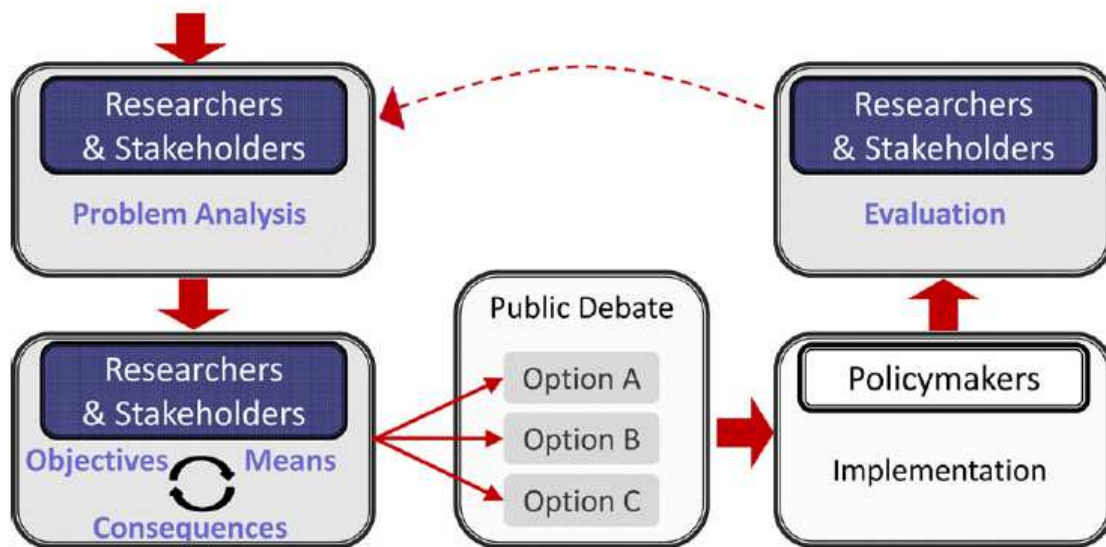 Researchers
& Stakeholders
Problem Analysis
Researchers
& Stakeholders
Objectives Means
Consequences
Public Debate
Option A
Option B
Option C
Policymakers
Implementation
Researchers
& Stakeholders
Evaluation